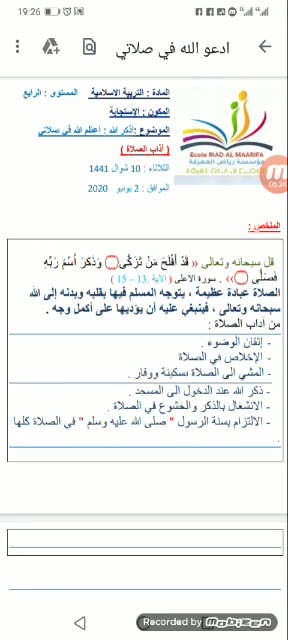 19:26
ادعو الله في صلاتي
المادة : التربية الاسلامية المستوى : الرابع
المكون : الإستجابة
الموضوع :أذكر الله : أعظم الله في صلاتي
( آداب الصلاة )
الثلاثاء : 10 شوال 1441
الموافق : 2 يونيو 2020
Ecole RIAD AL MAARIFA
مؤسسة رياض المعرفة
الملخص :
قل سبحانه وتعالى « قَدْ أَفْلَحَ مَنْ تَزَكَّى وَذَكَرَ اسْمَ رَبِّهِ
فَصَلَّى » . سورة الاعلى ( الآية :13 – 15 )
الصلاة عبادة عظيمة ، يتوجه المسلم فيها بقلبه وبدنه إلى الله
سبحانه وتعالى ، فينبغي عليه أن يؤديها على أكمل وجه .
من آداب الصلاة :
- إتقان الوضوء .
- الإخلاص في الصلاة
- المشي الى الصلاة بسكينة ووقار .
- ذكر الله عند الدخول الى المسجد .
- الانشغال بالذكر والخشوع في الصلاة .
- الالتزام بسنة الرسول " صلى الله عليه وسلم " في الصلاة كلها
.
Recorded by mobizen